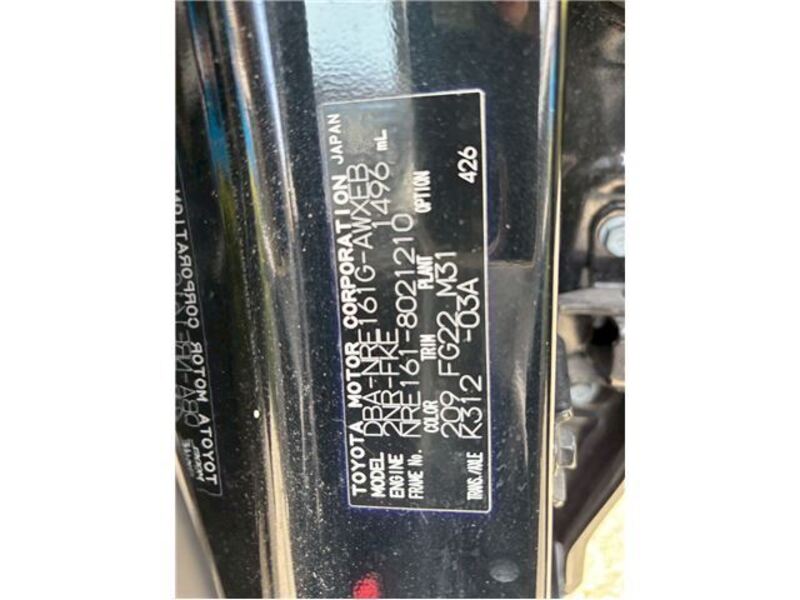 TOYOTA MOTOR CORPORATION JAPAN
MODEL DBA-NRE161G-AWXEB
ENGINE 2NR-FKE 1496 mL
FRAME No. NRE161-8021210
COLOR TRIM PLANT OPTION
209 FG22 M31
TRANS./AXLE K312 -03A 426